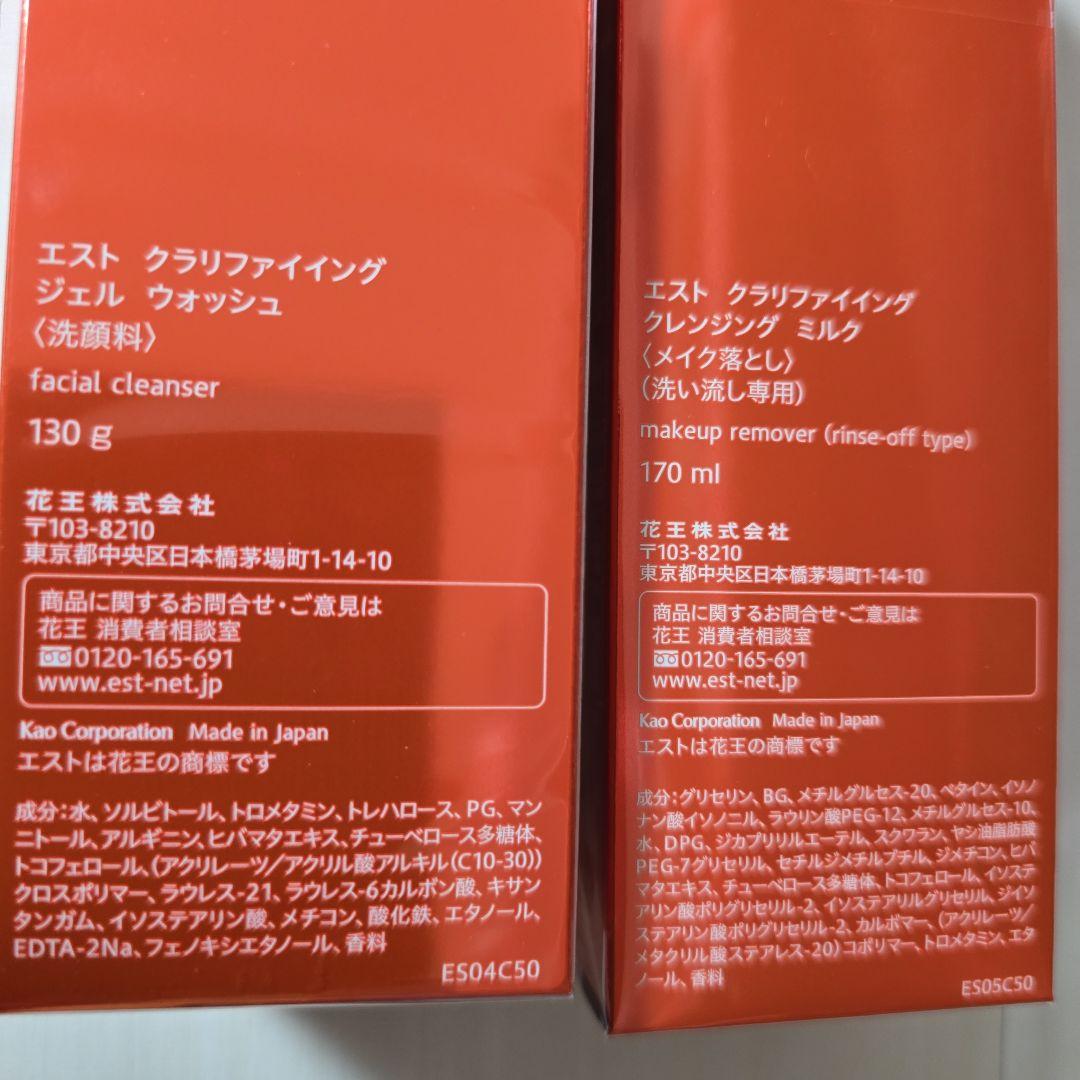 エスト クラリファイイング
ジェル ウォッシュ
〈洗顔料〉
facial cleanser
130 g
花王株式会社
〒103-8210
東京都中央区日本橋茅場町1-14-10
商品に関するお問合せ・ご意見は
花王 消費者相談室
0120-165-691
www.est-net.jp
Kao Corporation Made in Japan
エストは花王の商標です
成分:水、ソルビトール、トロメタミン、トレハロース、PG、マン
ニトール、アルギニン、ヒバマタエキス、チューベロース多糖体、
トコフェロール、(アクリレーツ/アクリル酸アルキル(C10-30))
クロスポリマー、ラウレス-21、ラウレス-6カルボン酸、キサン
タンガム、イソステアリン酸、メチコン、酸化鉄、エタノール、
EDTA-2Na、フェノキシエタノール、香料
ES04C50
エスト クラリファイイング
クレンジング ミルク
〈メイク落とし〉
(洗い流し専用)
makeup remover (rinse-off type)
170 ml
花王株式会社
〒103-8210
東京都中央区日本橋茅場町1-14-10
商品に関するお問合せ・ご意見は
花王 消費者相談室
0120-165-691
www.est-net.jp
Kao Corporation Made in Japan
エストは花王の商標です
成分:グリセリン、BG、メチルグルセス-20、ベタイン、イソノ
ナン酸イソノニル、ラウリン酸PEG-12、メチルグルセス-10、
水、DPG、ジカプリリルエーテル、スクワラン、ヤシ油脂肪酸
PEG-7グリセリル、セチルジメチルブチル、ジメチコン、ヒバ
マタエキス、チューベロース多糖体、トコフェロール、イソステ
アリン酸ポリグリセリル-2、イソステアリルグリセリル、ジイソ
ステアリン酸ポリグリセリル-2、カルボマー、(アクリレーツ/
メタクリル酸ステアレス-20)コポリマー、トロメタミン、エタ
ノール、香料
ES05C50